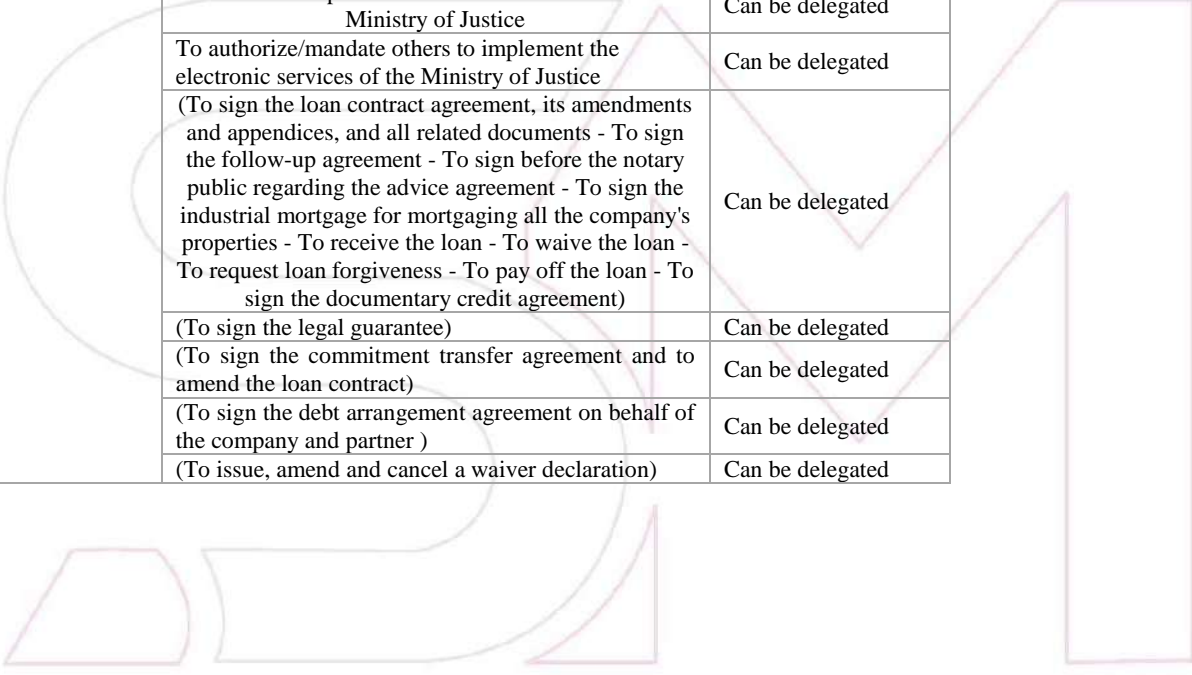 Can be delegated
Ministry of Justice
To authorize/mandate others to implement the
electronic services of the Ministry of Justice
Can be delegated
(To sign the loan contract agreement, its amendments
and appendices, and all related documents - To sign
the follow-up agreement - To sign before the notary
public regarding the advice agreement - To sign the
industrial mortgage for mortgaging all the company's
properties - To receive the loan - To waive the loan -
To request loan forgiveness - To pay off the loan - To
sign the documentary credit agreement)
Can be delegated
(To sign the legal guarantee)
Can be delegated
(To sign the commitment transfer agreement and to
amend the loan contract)
Can be delegated
(To sign the debt arrangement agreement on behalf of
the company and partner )
Can be delegated
(To issue, amend and cancel a waiver declaration)
Can be delegated